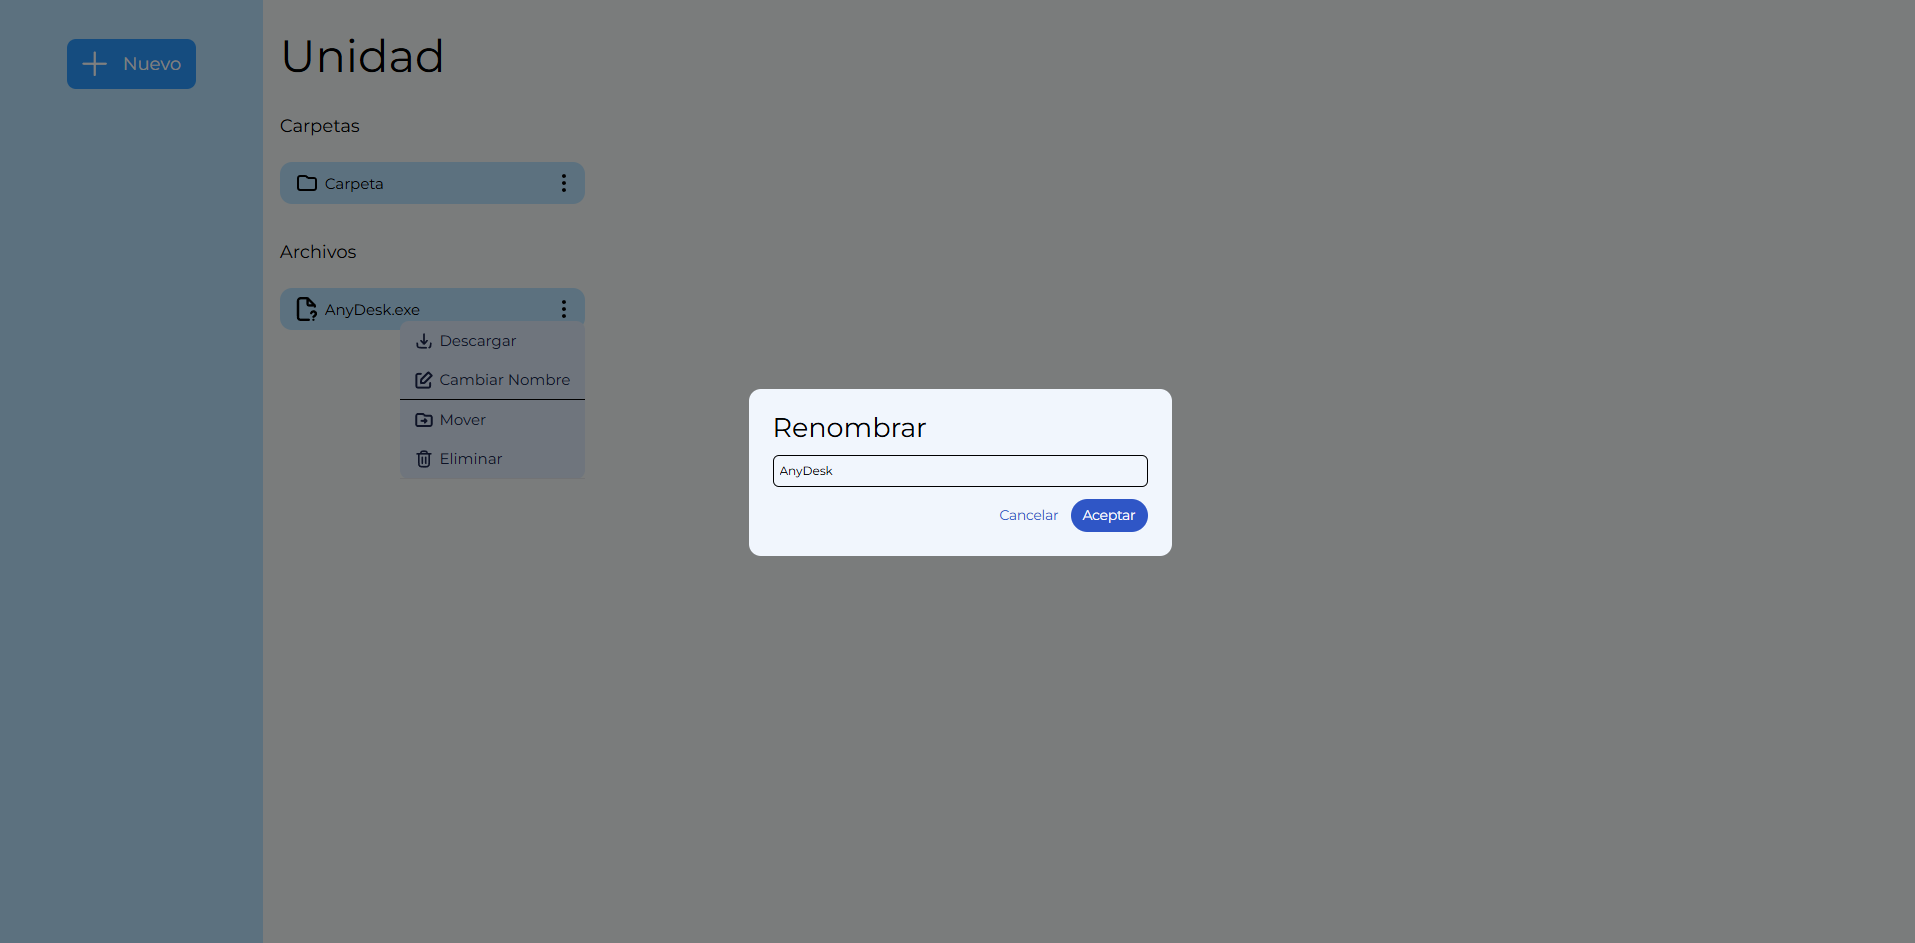 Nuevo
Unidad
Carpetas
Carpeta
Archivos
AnyDesk.exe
Descargar
Cambiar Nombre
Mover
Eliminar
Renombrar
AnyDesk
Cancelar Aceptar